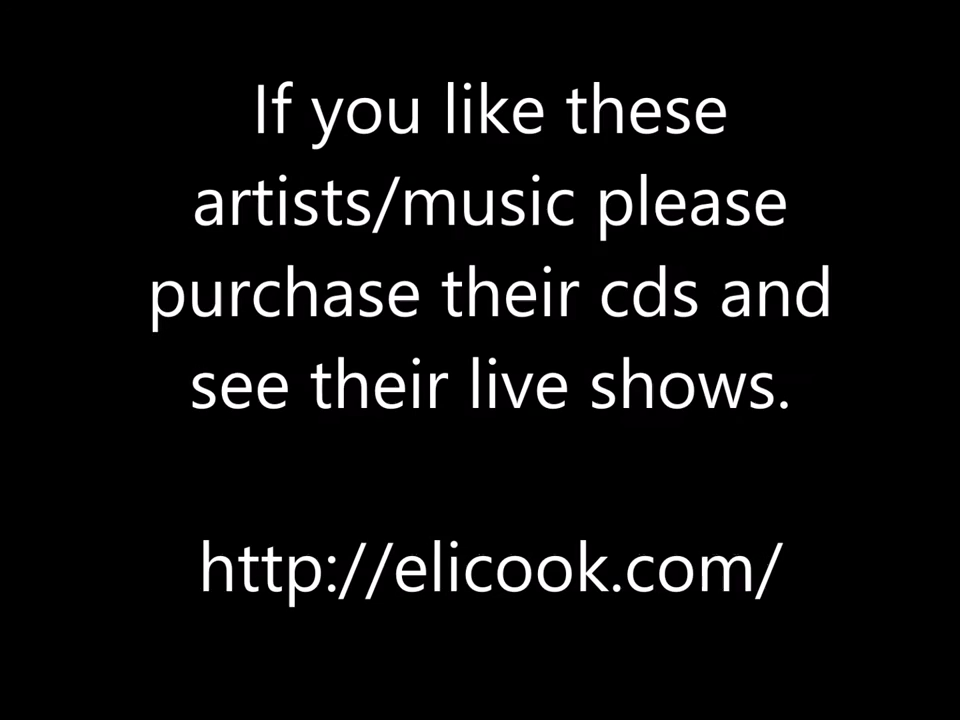 If you like these
artists/music please
purchase their cds and
see their live shows.
http://elicook.com/